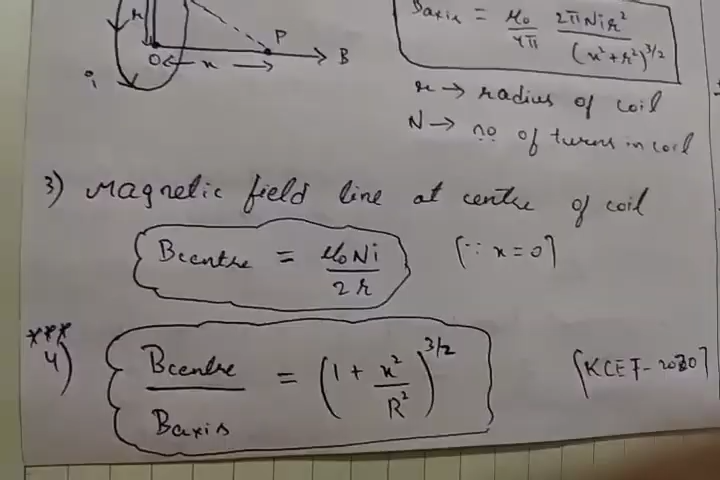 Baxis = μ₀/4π 2πNir²/(x²+r²)^3/2
r
P
O
x
B
i
r → radius of coil
N → no of turns in coil
3) Magnetic field line at centre of coil
Bcentre = μ₀Ni/2r [∵ x=0]
***
4) Bcentre/Baxis = (1 + x²/R²)^3/2 [KCET-2020]